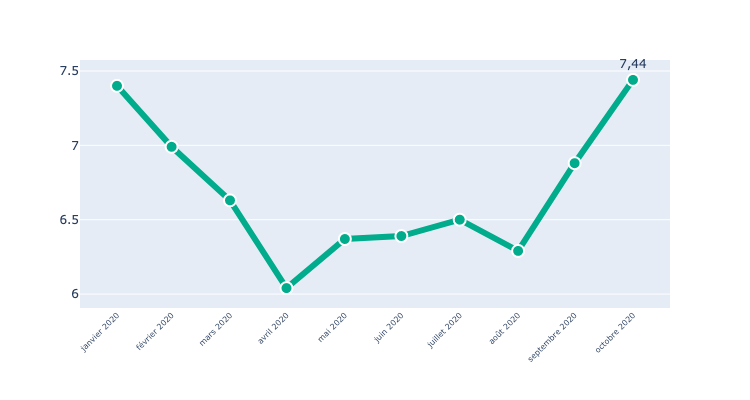 7,44
7.5
7
6.5
6
janvier 2020
février 2020
mars 2020
avril 2020
mai 2020
juin 2020
juillet 2020
août 2020
septembre 2020
octobre 2020